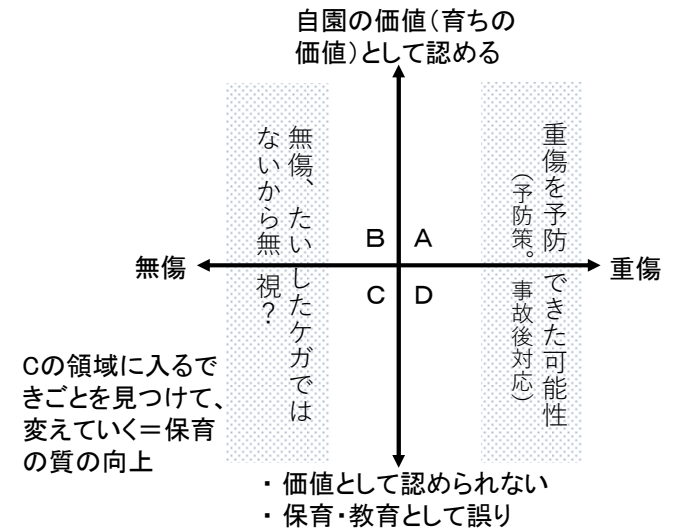 自園の価値（育ちの
価値）として認める
無傷、たいしたケガでは
ないから無視？
重傷を予防できた可能性
（予防策。事故後対応）
B
A
無傷
重傷
C
D
Cの領域に入るで
きごとを見つけて、
変えていく＝保育
の質の向上
・ 価値として認められない
・ 保育・教育として誤り